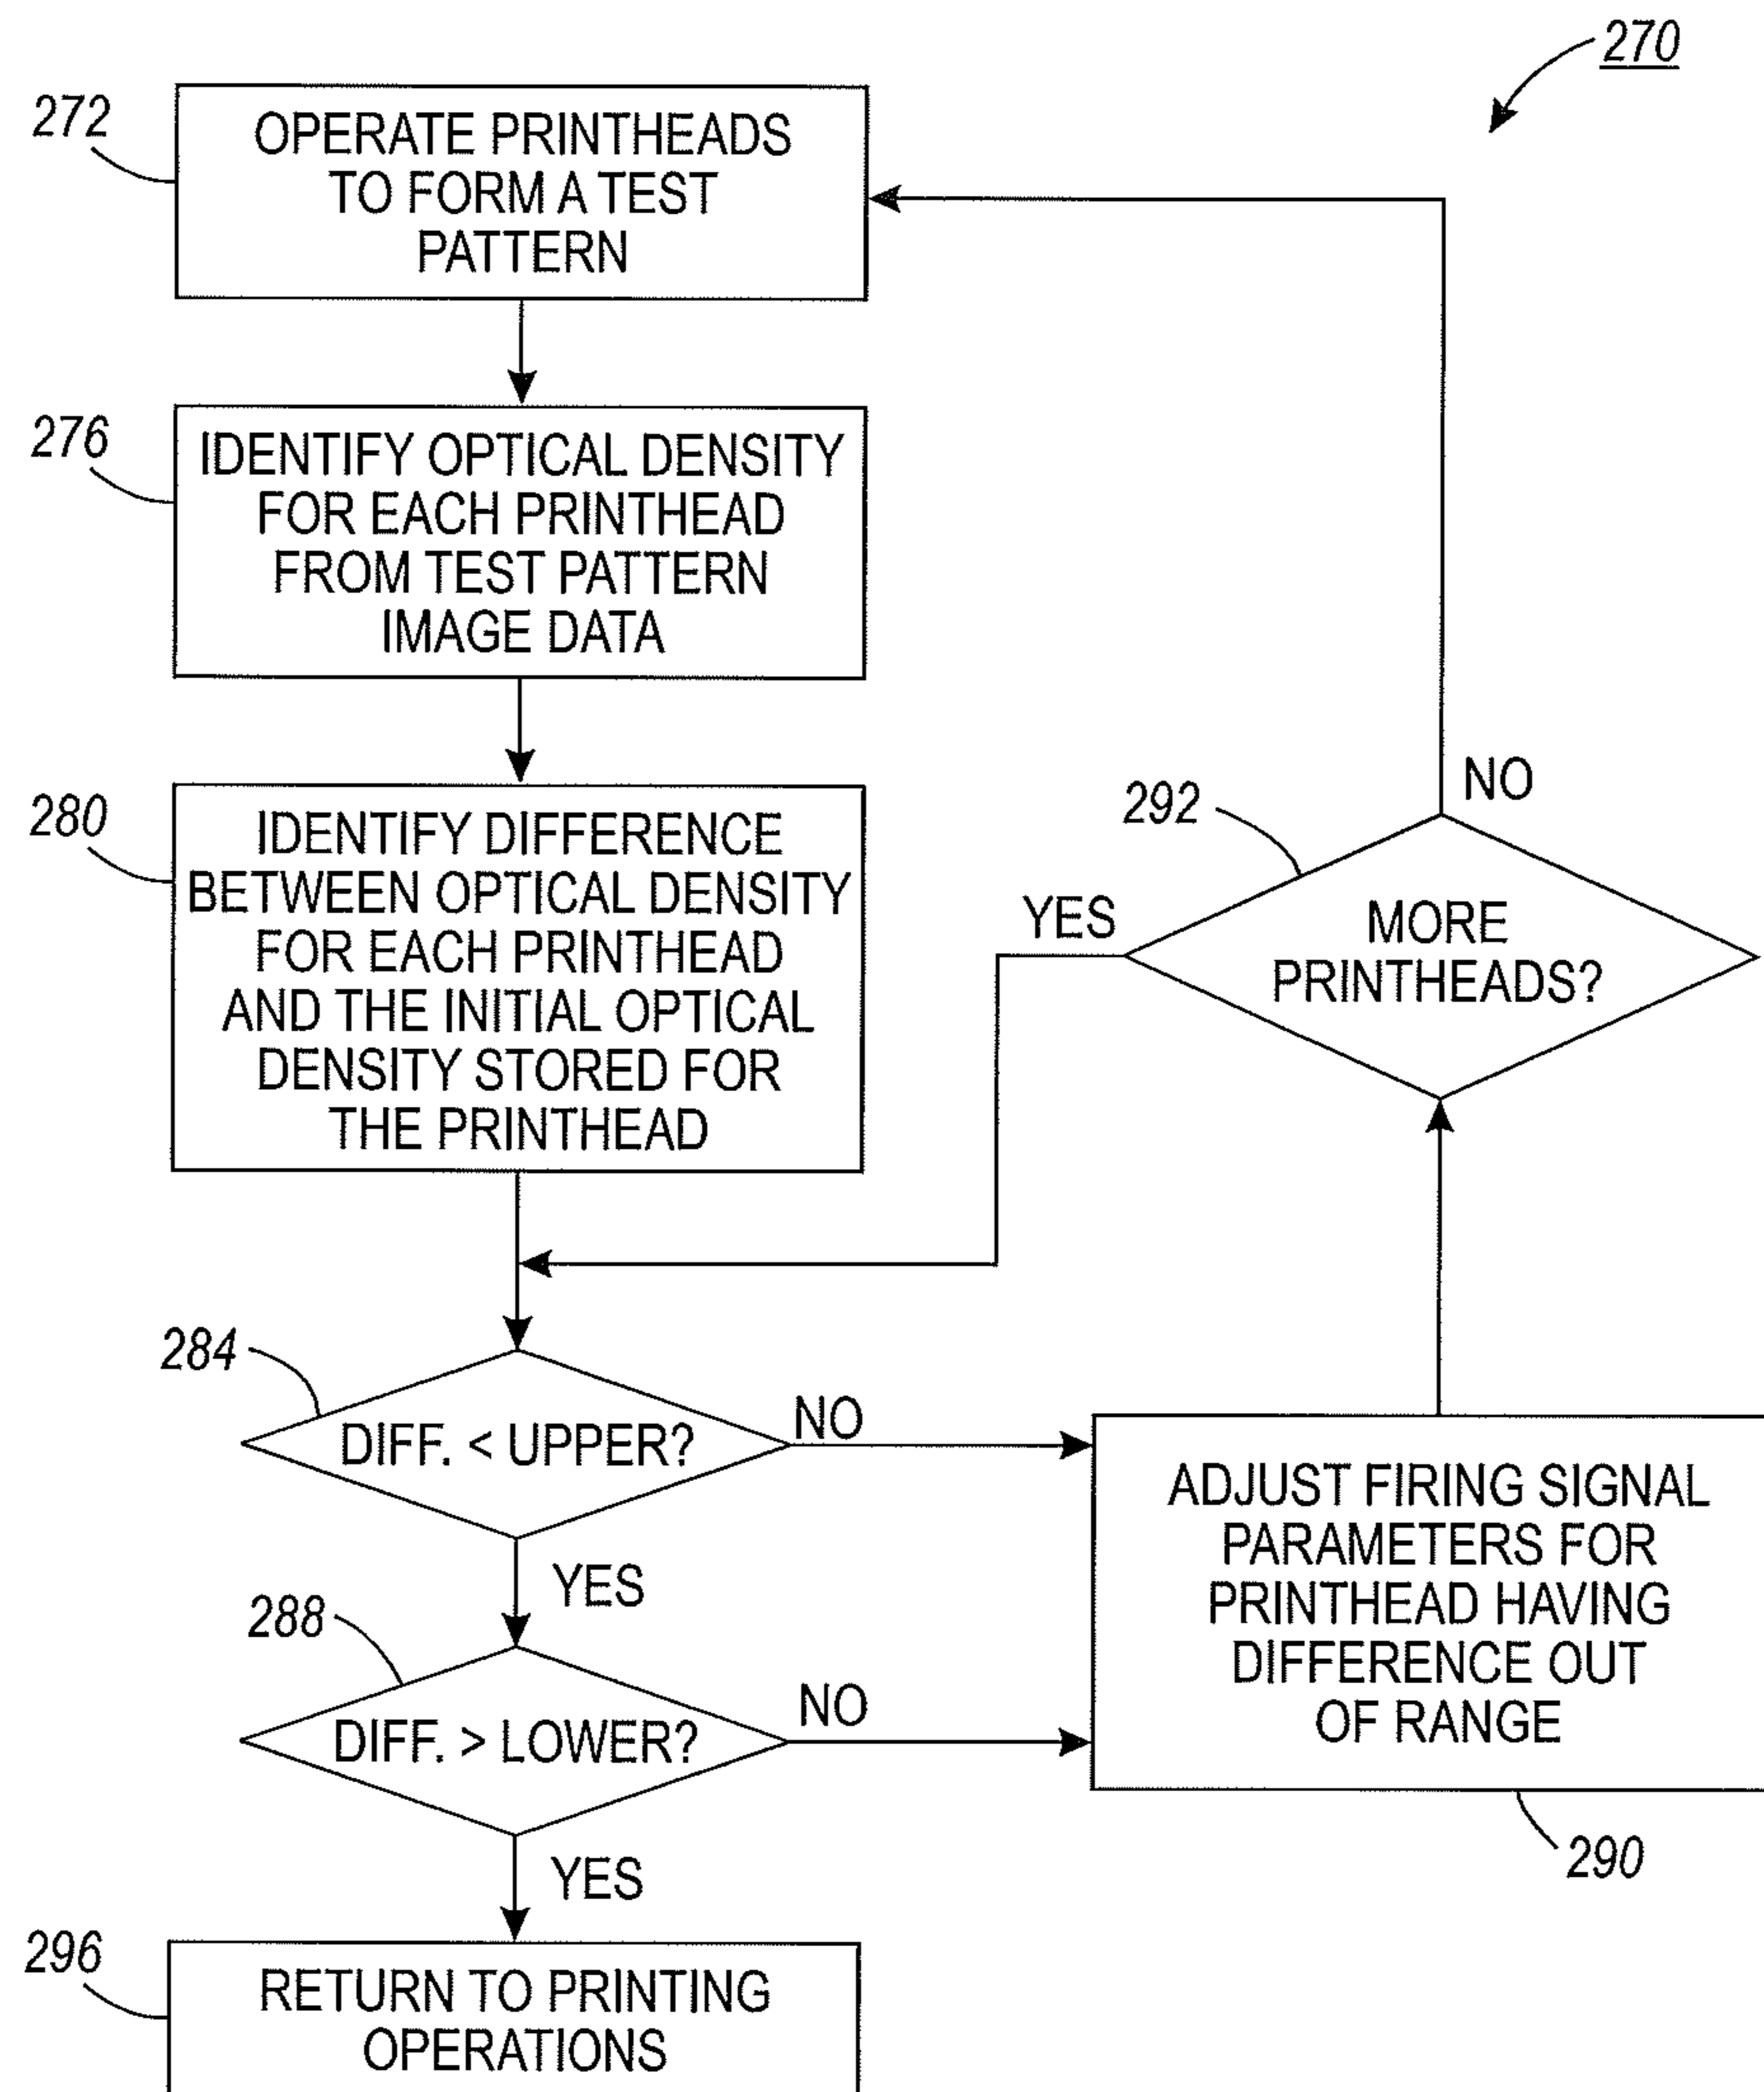 270
272
OPERATE PRINTHEADS
TO FORM A TEST
PATTERN
276
IDENTIFY OPTICAL DENSITY
FOR EACH PRINTHEAD
FROM TEST PATTERN
IMAGE DATA
280
IDENTIFY DIFFERENCE
BETWEEN OPTICAL DENSITY
FOR EACH PRINTHEAD
AND THE INITIAL OPTICAL
DENSITY STORED FOR
THE PRINTHEAD
292
NO
YES
MORE
PRINTHEADS?
284
DIFF. < UPPER?
NO
YES
288
DIFF. > LOWER?
NO
YES
ADJUST FIRING SIGNAL
PARAMETERS FOR
PRINTHEAD HAVING
DIFFERENCE OUT
OF RANGE
290
296
RETURN TO PRINTING
OPERATIONS